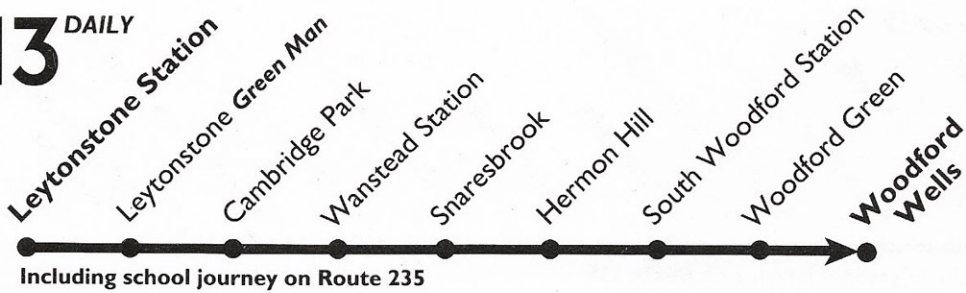 13 DAILY
Leytonstone Station
Leytonstone Green Man
Cambridge Park
Wanstead Station
Snaresbrook
Hermon Hill
South Woodford Station
Woodford Green
Woodford
Wells
Including school journey on Route 235